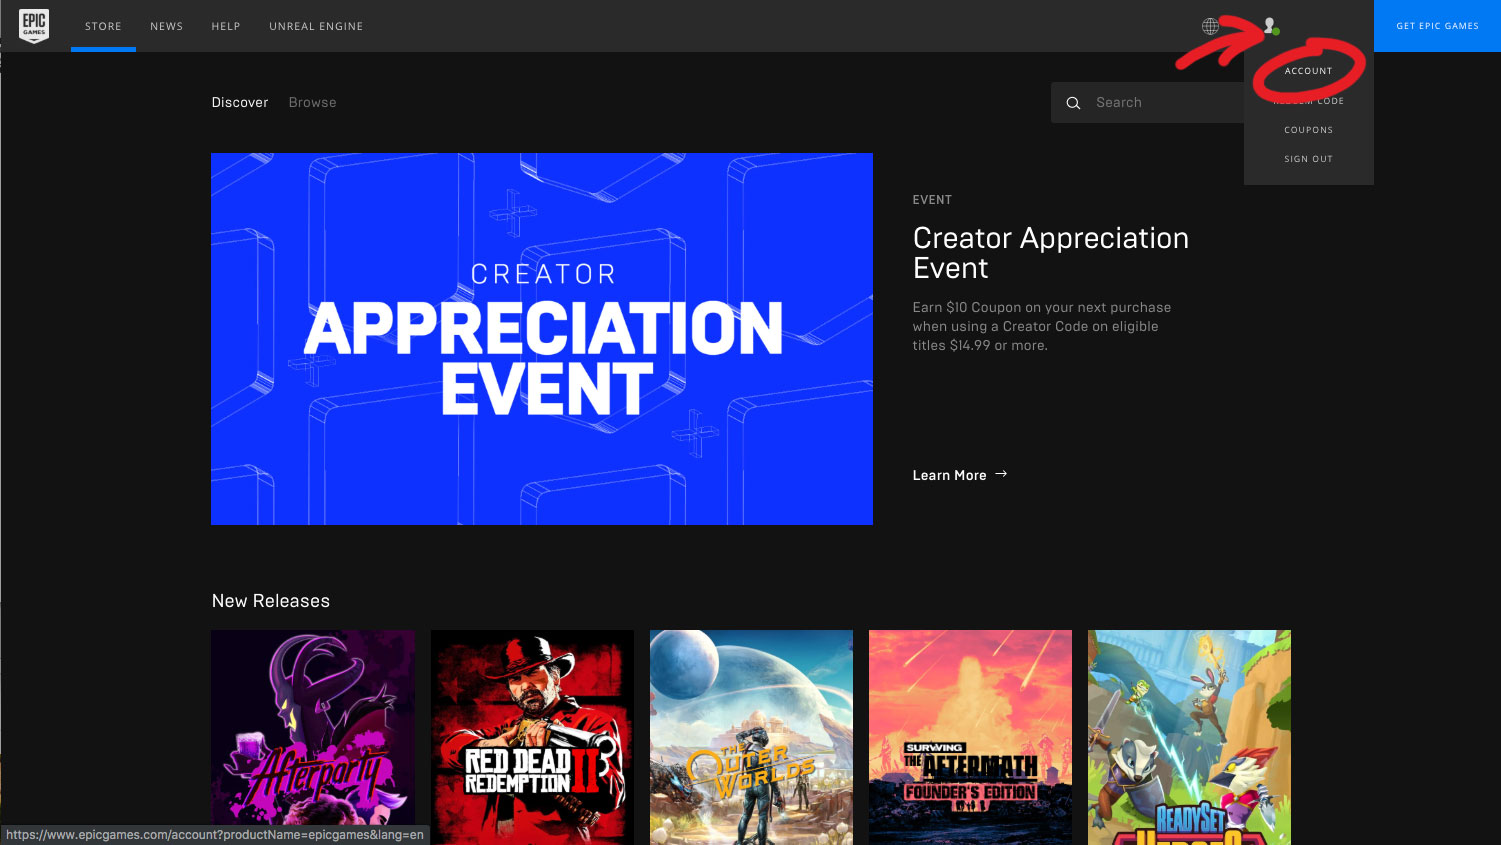 EPIC
GAMES
STORE
NEWS
HELP
UNREAL ENGINE
GET EPIC GAMES
ACCOUNT
REDEEM CODE
COUPONS
SIGN OUT
Discover
Browse
Search
CREATOR
APPRECIATION
EVENT
EVENT
Creator Appreciation
Event
Earn $10 Coupon on your next purchase
when using a Creator Code on eligible
titles $14.99 or more.
Learn More
New Releases
Afterparty
RED DEAD
REDEMPTION II
THE
OUTER
WORLDS
SURVIVING
THE AFTERMATH
FOUNDER'S EDITION
READYSET
HEROES
https://www.epicgames.com/account?productName=epicgames&lang=en